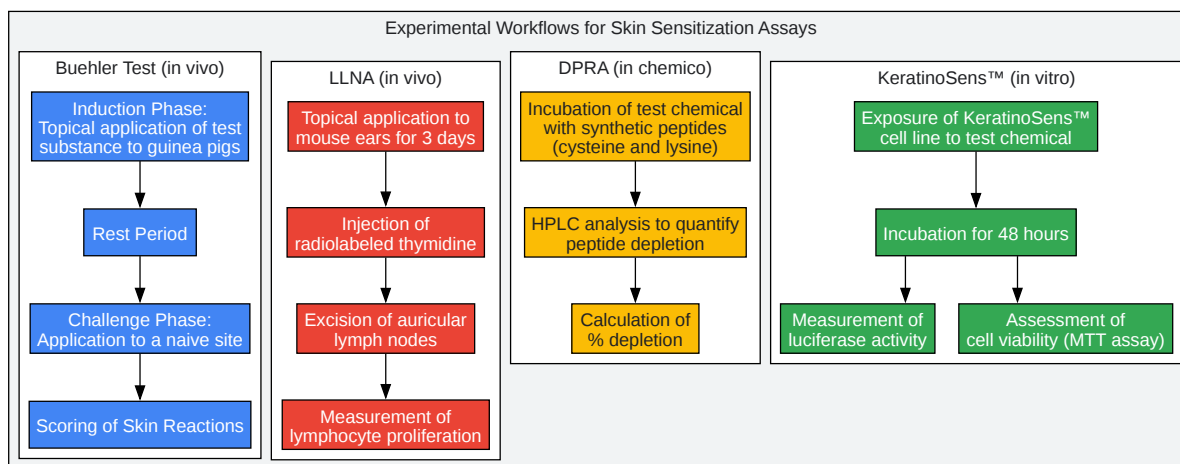 Experimental Workflows for Skin Sensitization Assays
Buehler Test (in vivo)
Induction Phase:
Topical application of test
substance to guinea pigs
Rest Period
Challenge Phase:
Application to a naive site
Scoring of Skin Reactions
LLNA (in vivo)
Topical application to
mouse ears for 3 days
Injection of
radiolabeled thymidine
Excision of auricular
lymph nodes
Measurement of
lymphocyte proliferation
DPRA (in chemico)
Incubation of test chemical
with synthetic peptides
(cysteine and lysine)
HPLC analysis to quantify
peptide depletion
Calculation of
% depletion
KeratinoSens™ (in vitro)
Exposure of KeratinoSens™
cell line to test chemical
Incubation for 48 hours
Measurement of
luciferase activity
Assessment of
cell viability (MTT assay)